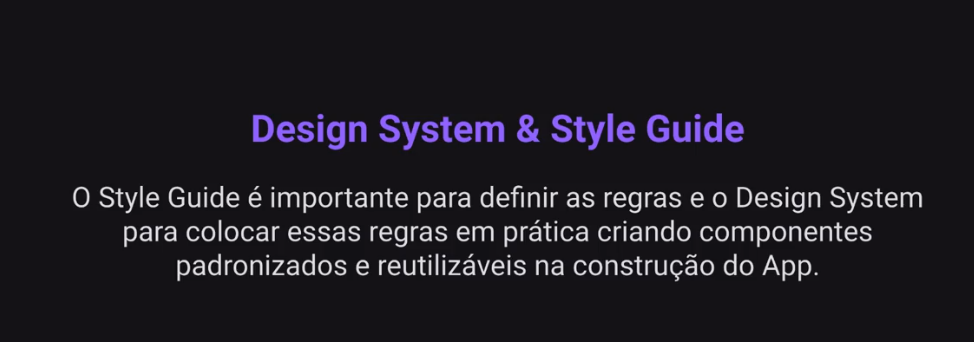 Design System & Style Guide
O Style Guide é importante para definir as regras e o Design System
para colocar essas regras em prática criando componentes
padronizados e reutilizáveis na construção do App.